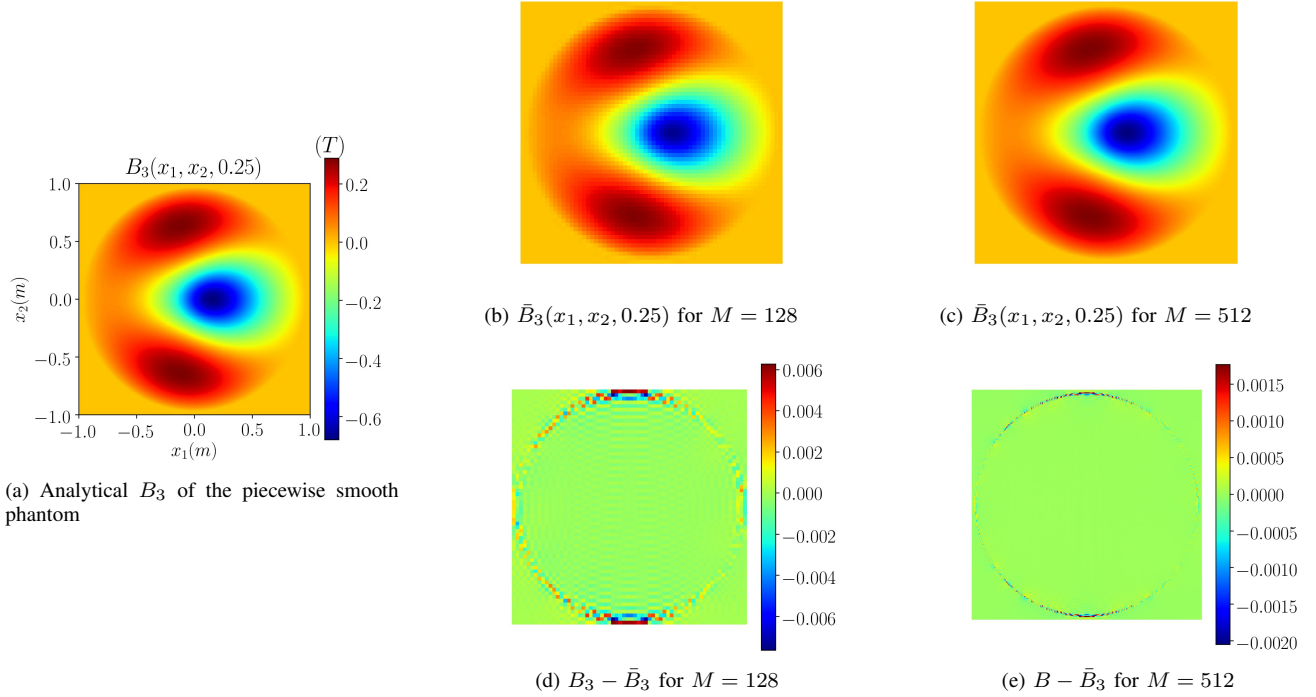 (T)
B₃(x₁, x₂, 0.25)
1.0
0.5
0.0
−0.5
−1.0
x₂(m)
−1.0 −0.5 0.0 0.5 1.0
x₁(m)
0.2
0.0
−0.2
−0.4
−0.6
(a) Analytical B₃ of the piecewise smooth
phantom
(b) B̄₃(x₁, x₂, 0.25) for M = 128
(c) B̄₃(x₁, x₂, 0.25) for M = 512
0.006
0.004
0.002
0.000
−0.002
−0.004
−0.006
(d) B₃ − B̄₃ for M = 128
0.0015
0.0010
0.0005
0.0000
−0.0005
−0.0010
−0.0015
−0.0020
(e) B − B̄₃ for M = 512